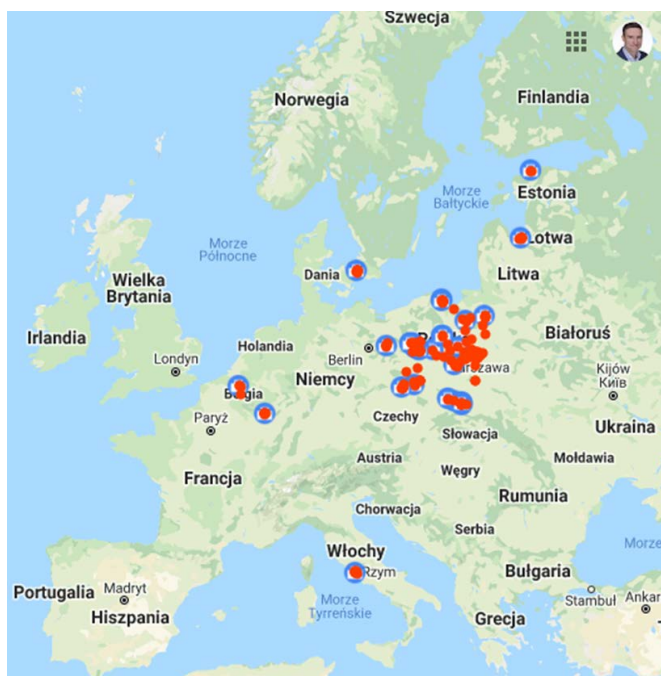 Szwecja
Norwegia
Finlandia
Estonia
Morze
Bałtyckie
Łotwa
Morze
Północne
Dania
Litwa
Wielka
Brytania
Irlandia
Białoruś
Holandia
Berlin
Londyn
Warszawa
Kijów
Київ
Niemcy
Belgia
Paryż
Czechy
Ukraina
Słowacja
Francja
Austria
Węgry
Mołdawia
Rumunia
Chorwacja
Serbia
Włochy
Rzym
Bułgaria
Morze
Portugalia
Madryt
Hiszpania
Morze
Tyrreńskie
Stambuł
Ankar
Grecja